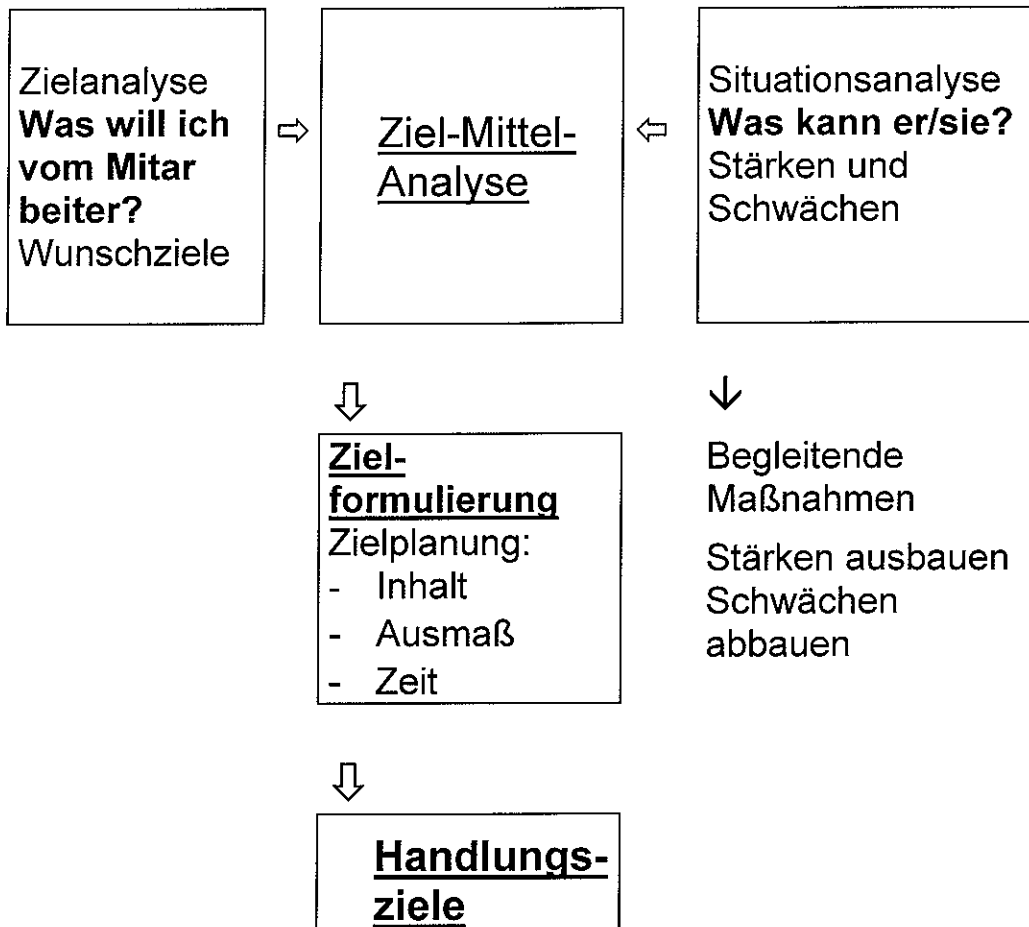 Zielanalyse
Was will ich
vom Mitar
beiter?
Wunschziele
⇨
Ziel-Mittel-
Analyse
⇦
Situationsanalyse
Was kann er/sie?
Stärken und
Schwächen
⇩
Ziel-
formulierung
Zielplanung:
- Inhalt
- Ausmaß
- Zeit
↓
Begleitende
Maßnahmen
Stärken ausbauen
Schwächen
abbauen
⇩
Handlungs-
ziele